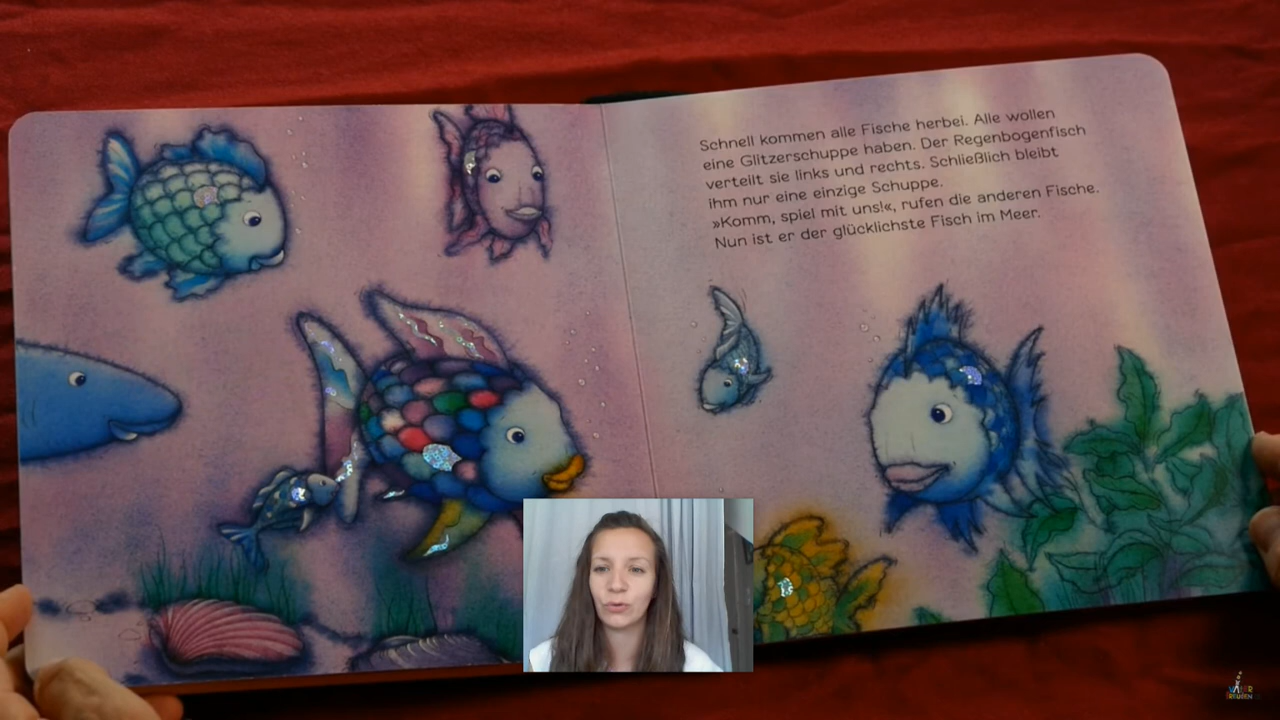 Schnell kommen alle Fische herbei. Alle wollen
eine Glitzerschuppe haben. Der Regenbogenfisch
verteilt sie links und rechts. Schließlich bleibt
ihm nur eine einzige Schuppe.
»Komm, spiel mit uns!«, rufen die anderen Fische.
Nun ist er der glücklichste Fisch im Meer.